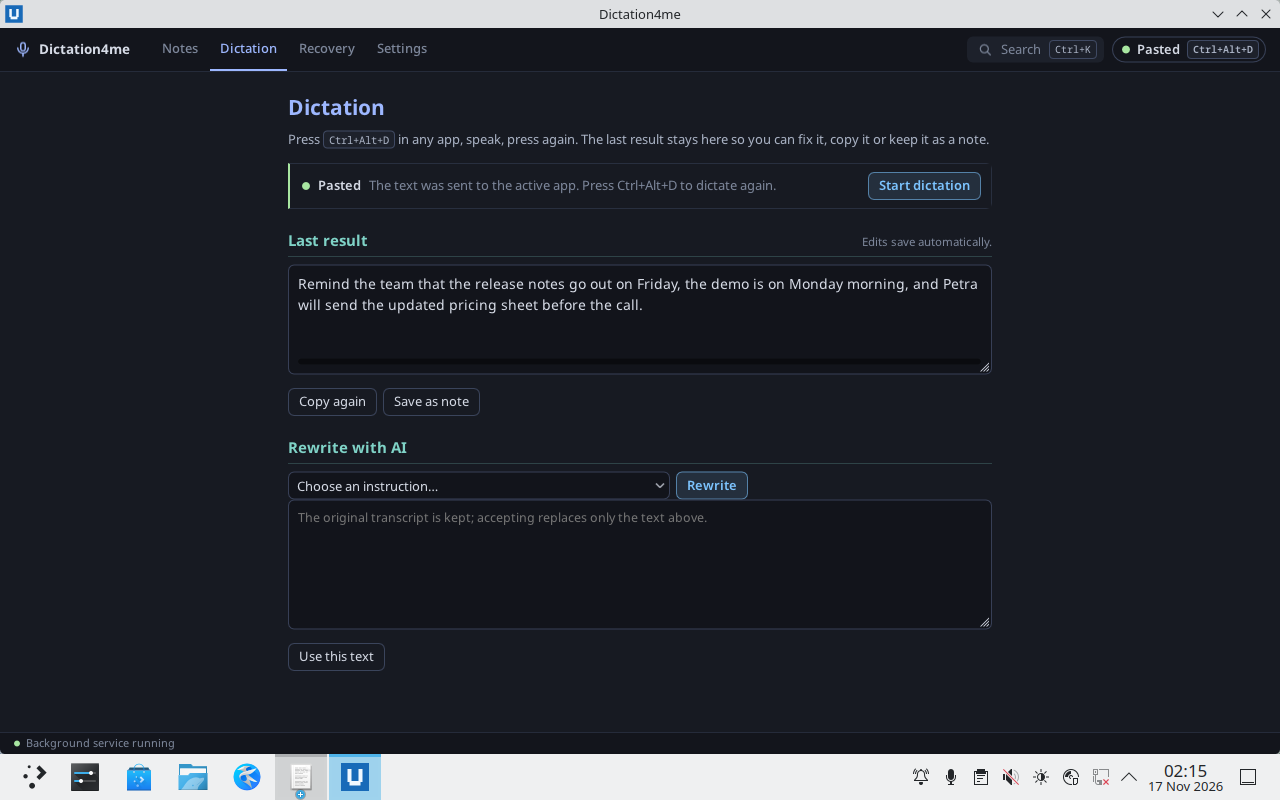 Dictation4me
Dictation4me Notes Dictation Recovery Settings Search Ctrl+K Pasted Ctrl+Alt+D
Dictation
Press Ctrl+Alt+D in any app, speak, press again. The last result stays here so you can fix it, copy it or keep it as a note.
Pasted The text was sent to the active app. Press Ctrl+Alt+D to dictate again. Start dictation
Last result Edits save automatically.
Remind the team that the release notes go out on Friday, the demo is on Monday morning, and Petra
will send the updated pricing sheet before the call.
Copy again Save as note
Rewrite with AI
Choose an instruction... Rewrite
The original transcript is kept; accepting replaces only the text above.
Use this text
Background service running
02:15
17 Nov 2026